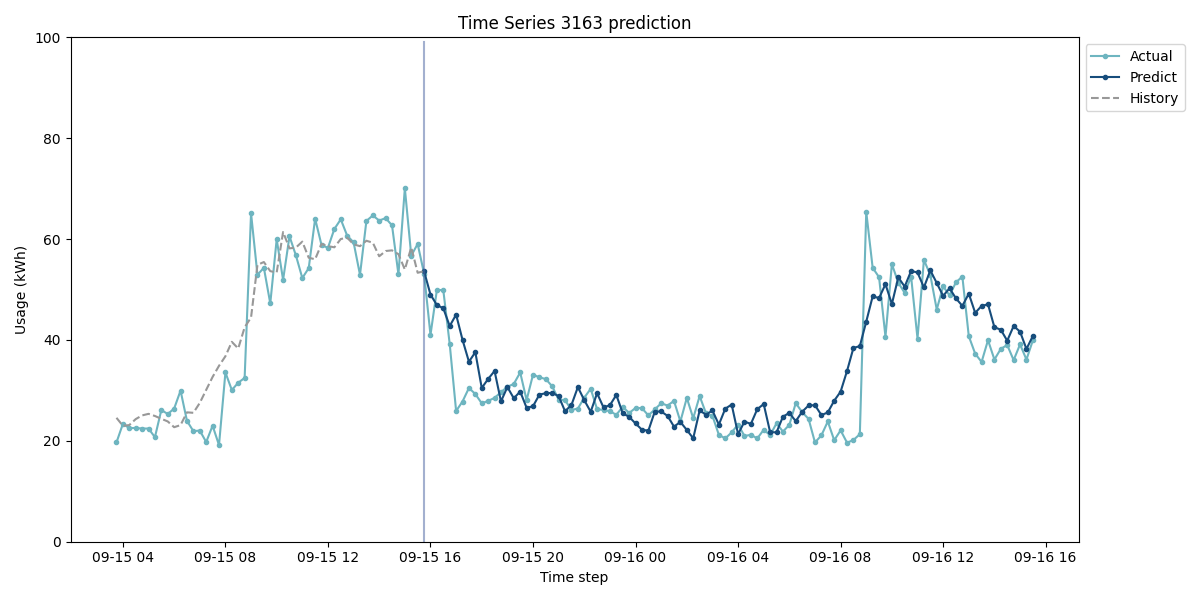 Time Series 3163 prediction
100
80
60
40
20
0
Usage (kWh)
09-15 04
09-15 08
09-15 12
09-15 16
09-15 20
09-16 00
09-16 04
09-16 08
09-16 12
09-16 16
Time step
Actual
Predict
History